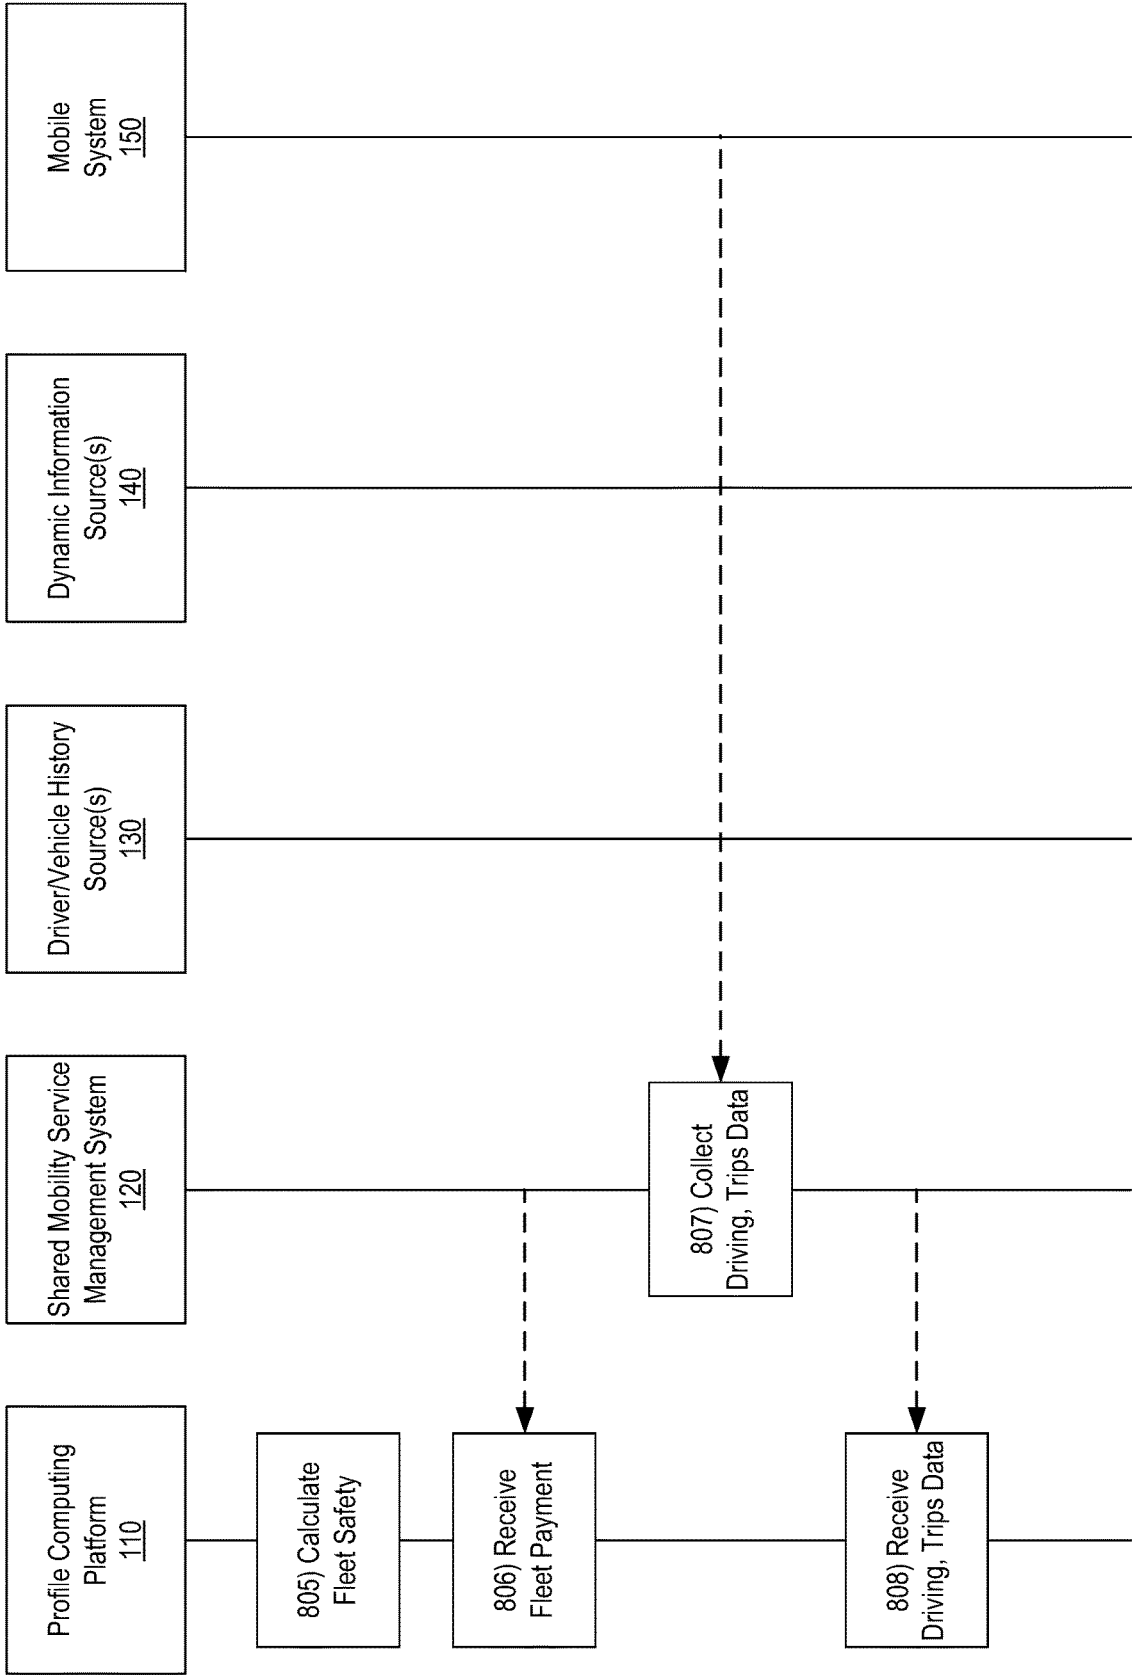 Profile Computing
Platform
110
Shared Mobility Service
Management System
120
Driver/Vehicle History
Source(s)
130
Dynamic Information
Source(s)
140
Mobile
System
150
805) Calculate
Fleet Safety
806) Receive
Fleet Payment
807) Collect
Driving, Trips Data
808) Receive
Driving, Trips Data